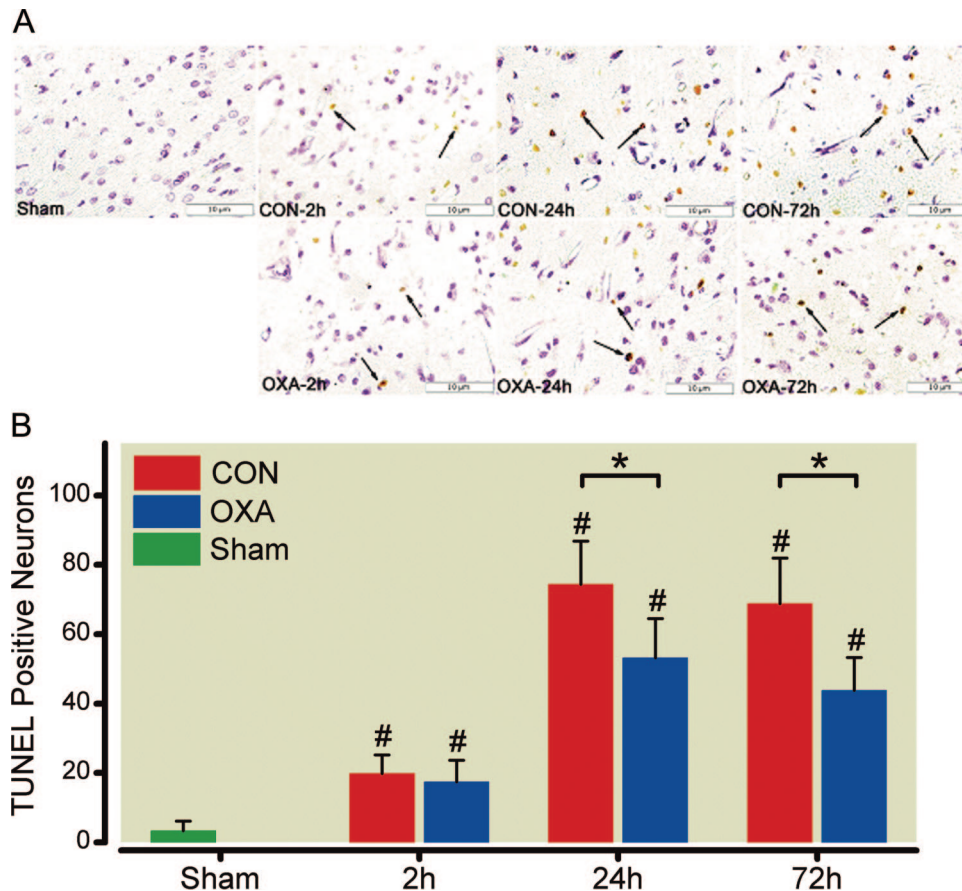 A
Sham
10 μm
CON-2h
10 μm
CON-24h
10 μm
CON-72h
10 μm
OXA-2h
10 μm
OXA-24h
10 μm
OXA-72h
10 μm
B
CON
OXA
Sham
TUNEL Positive Neurons
100
80
60
40
20
0
# #
* # #
* # #
Sham 2h 24h 72h